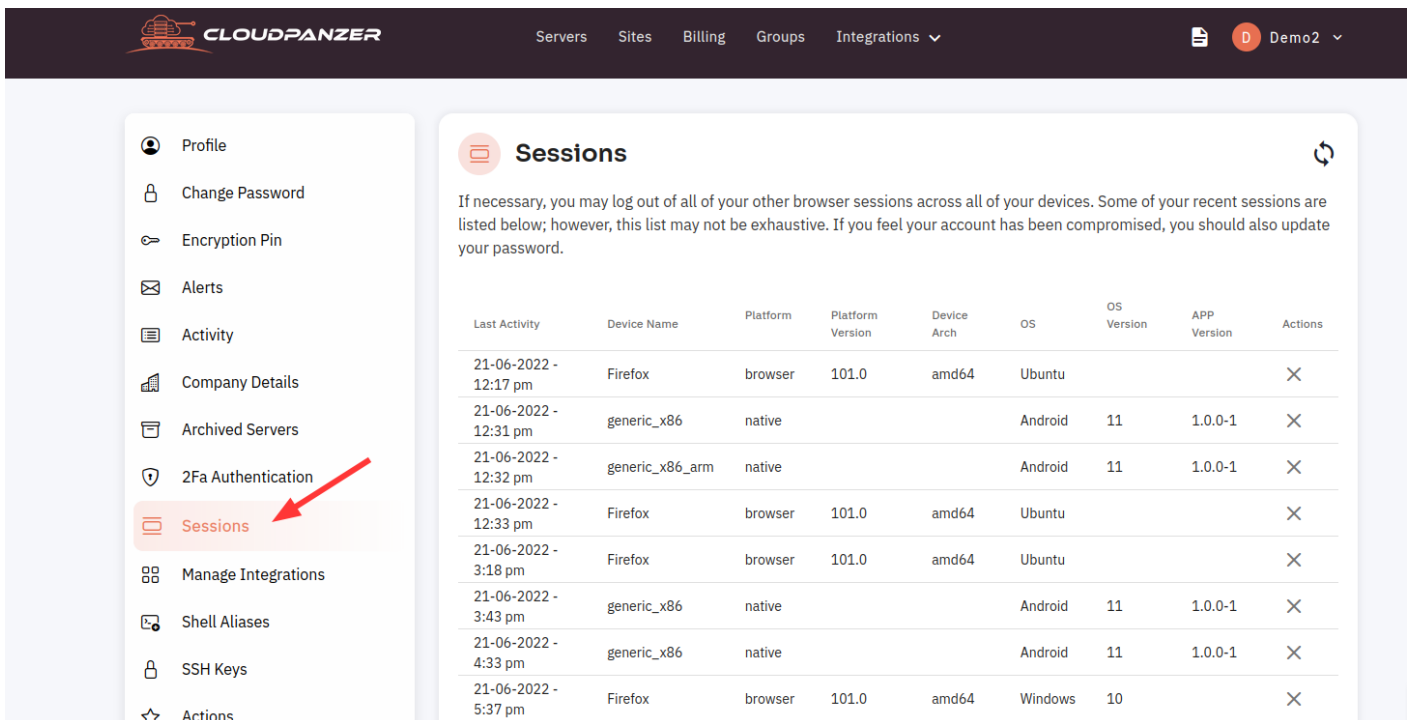 CLOUDPANZER
Servers Sites Billing Groups Integrations
D Demo2
Profile
Change Password
Encryption Pin
Alerts
Activity
Company Details
Archived Servers
2Fa Authentication
Sessions
Manage Integrations
Shell Aliases
SSH Keys
Actions
Sessions
If necessary, you may log out of all of your other browser sessions across all of your devices. Some of your recent sessions are
listed below; however, this list may not be exhaustive. If you feel your account has been compromised, you should also update
your password.
Last Activity Device Name Platform Platform Version Device Arch OS OS Version APP Version Actions
21-06-2022 -
12:17 pm Firefox browser 101.0 amd64 Ubuntu
21-06-2022 -
12:31 pm generic_x86 native Android 11 1.0.0-1
21-06-2022 -
12:32 pm generic_x86_arm native Android 11 1.0.0-1
21-06-2022 -
12:33 pm Firefox browser 101.0 amd64 Ubuntu
21-06-2022 -
3:18 pm Firefox browser 101.0 amd64 Ubuntu
21-06-2022 -
3:43 pm generic_x86 native Android 11 1.0.0-1
21-06-2022 -
4:33 pm generic_x86 native Android 11 1.0.0-1
21-06-2022 -
5:37 pm Firefox browser 101.0 amd64 Windows 10